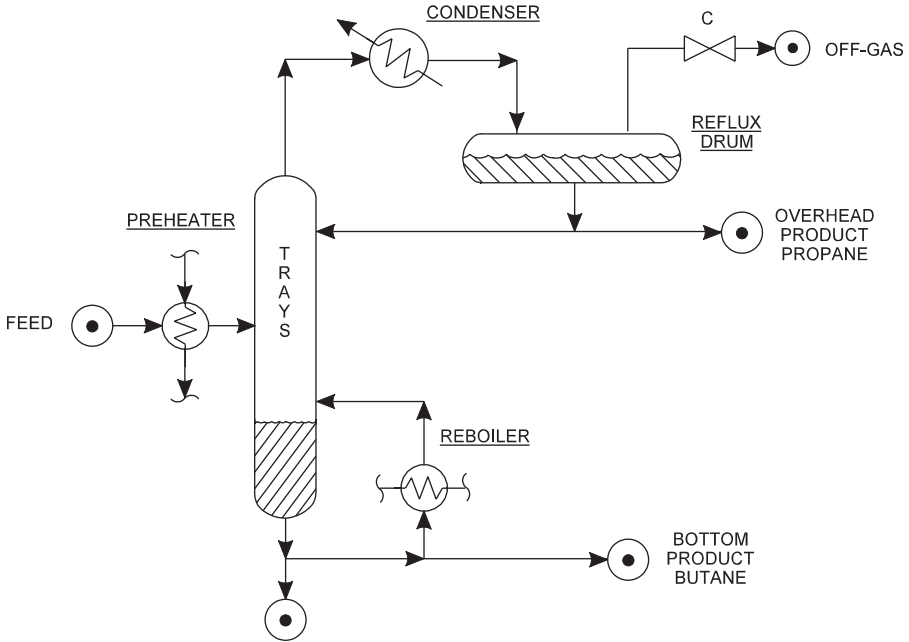 CONDENSER
C
OFF-GAS
REFLUX
DRUM
PREHEATER
OVERHEAD
PRODUCT
PROPANE
T
R
A
Y
S
FEED
REBOILER
BOTTOM
PRODUCT
BUTANE